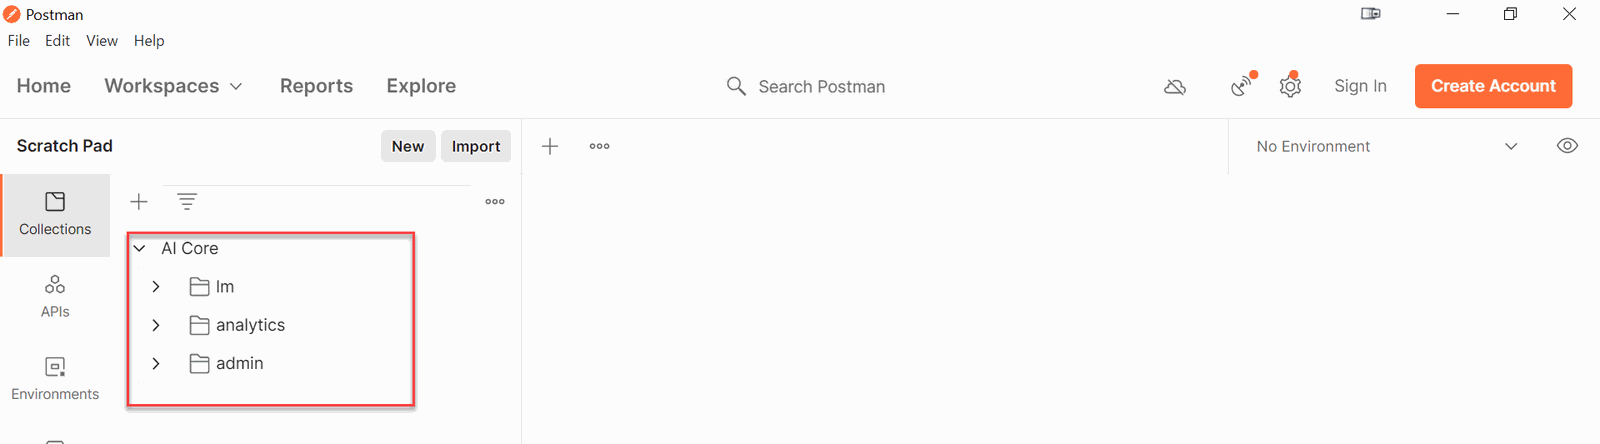 Postman
File Edit View Help
Home Workspaces Reports Explore Search Postman Sign In Create Account
Scratch Pad New Import No Environment
Collections
AI Core
lm
APIs
analytics
admin
Environments